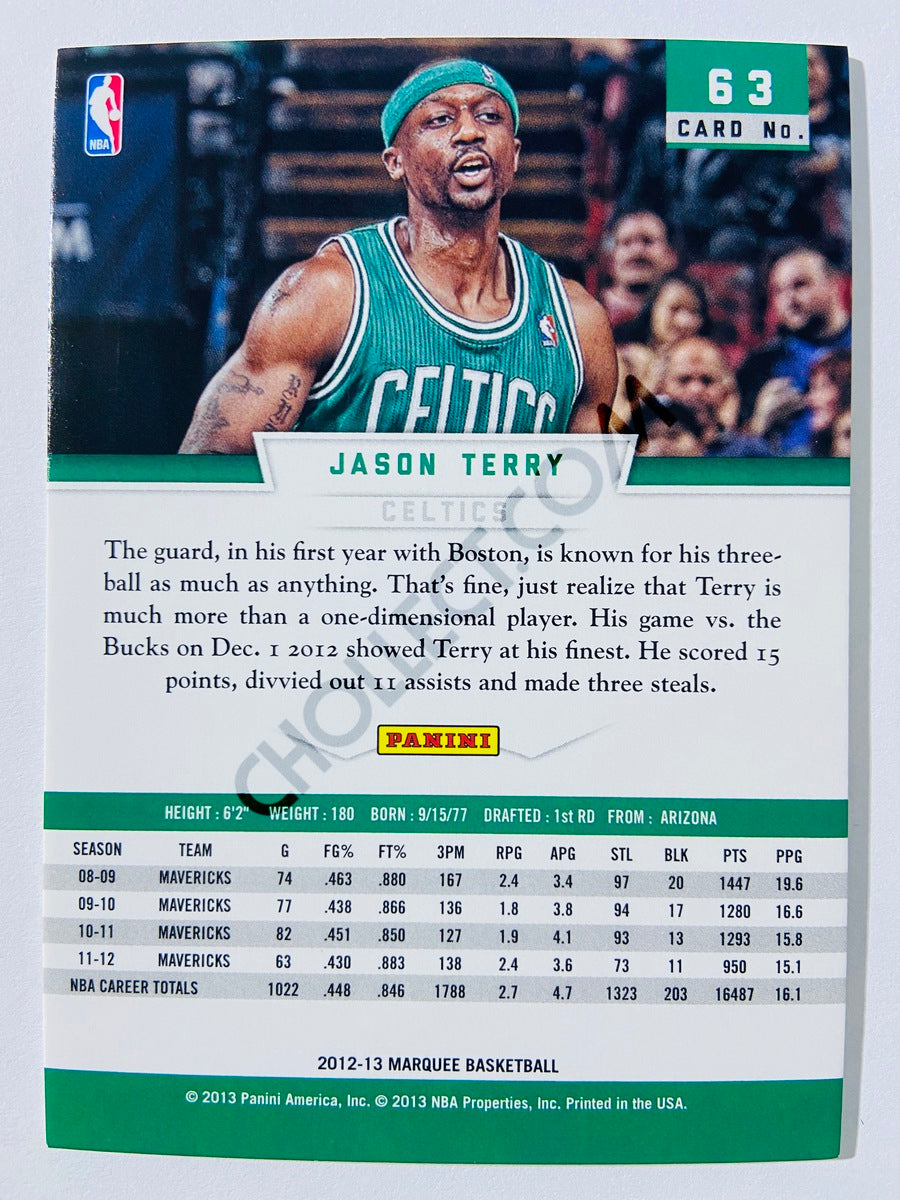 NBA
63
CARD No.
M
CELTICS
JASON TERRY
CELTICS
The guard, in his first year with Boston, is known for his three-
ball as much as anything. That's fine, just realize that Terry is
much more than a one-dimensional player. His game vs. the
Bucks on Dec. 1 2012 showed Terry at his finest. He scored 15
points, divvied out 11 assists and made three steals.
CHOLLECT.COM
PANINI
HEIGHT : 6'2" WEIGHT : 180 BORN : 9/15/77 DRAFTED : 1st RD FROM : ARIZONA
SEASON TEAM G FG% FT% 3PM RPG APG STL BLK PTS PPG
08-09 MAVERICKS 74 .463 .880 167 2.4 3.4 97 20 1447 19.6
09-10 MAVERICKS 77 .438 .866 136 1.8 3.8 94 17 1280 16.6
10-11 MAVERICKS 82 .451 .850 127 1.9 4.1 93 13 1293 15.8
11-12 MAVERICKS 63 .430 .883 138 2.4 3.6 73 11 950 15.1
NBA CAREER TOTALS 1022 .448 .846 1788 2.7 4.7 1323 203 16487 16.1
2012-13 MARQUEE BASKETBALL
© 2013 Panini America, Inc. © 2013 NBA Properties, Inc. Printed in the USA.